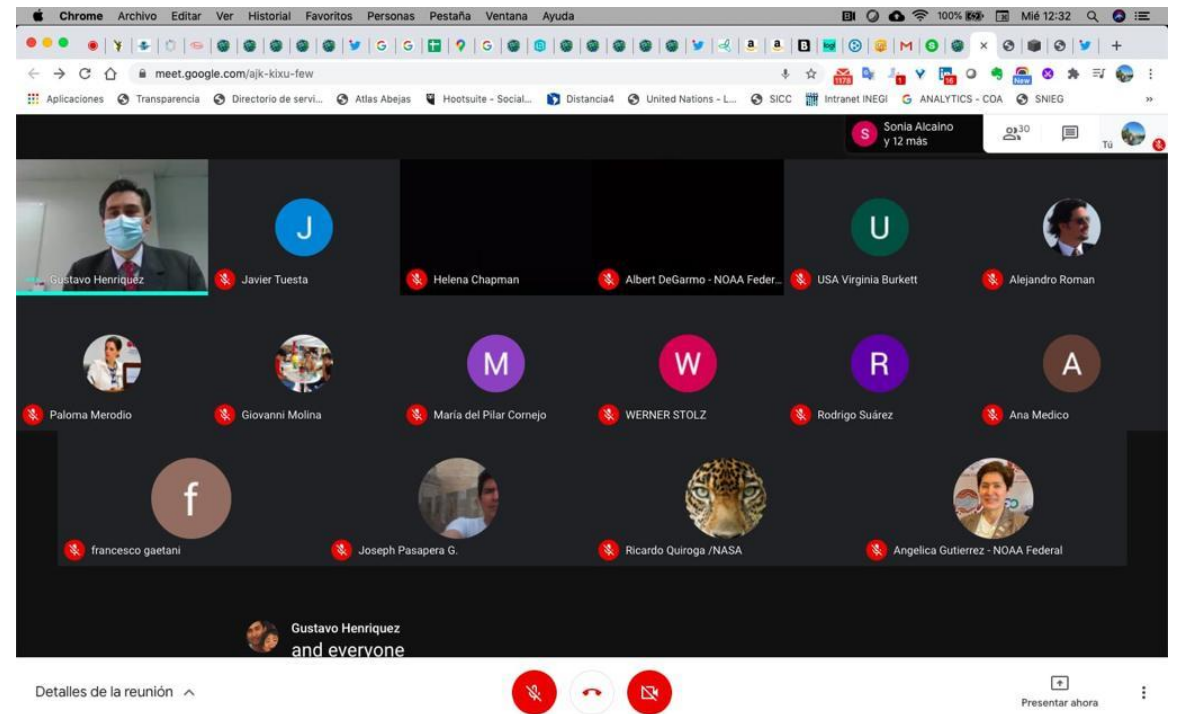 Chrome Archivo Editar Ver Historial Favoritos Personas Pestaña Ventana Ayuda 100% Mié 12:32
meet.google.com/ajk-kixu-few
Aplicaciones Transparencia Directorio de servi... Atlas Abejas Hootsuite - Social... Distancia4 United Nations - L... SICC Intranet INEGI ANALYTICS - COA SNIEG »
S Sonia Alcaino
y 12 más
30
Tú
Gustavo Henriquez
J
Javier Tuesta
Helena Chapman
Albert DeGarmo - NOAA Feder...
U
USA Virginia Burkett
Alejandro Roman
Paloma Merodio
Giovanni Molina
M
María del Pilar Cornejo
W
WERNER STOLZ
R
Rodrigo Suárez
A
Ana Medico
f
francesco gaetani
Joseph Pasapera G.
Ricardo Quiroga /NASA
Angelica Gutierrez - NOAA Federal
Gustavo Henriquez
and everyone
Detalles de la reunión
Presentar ahora